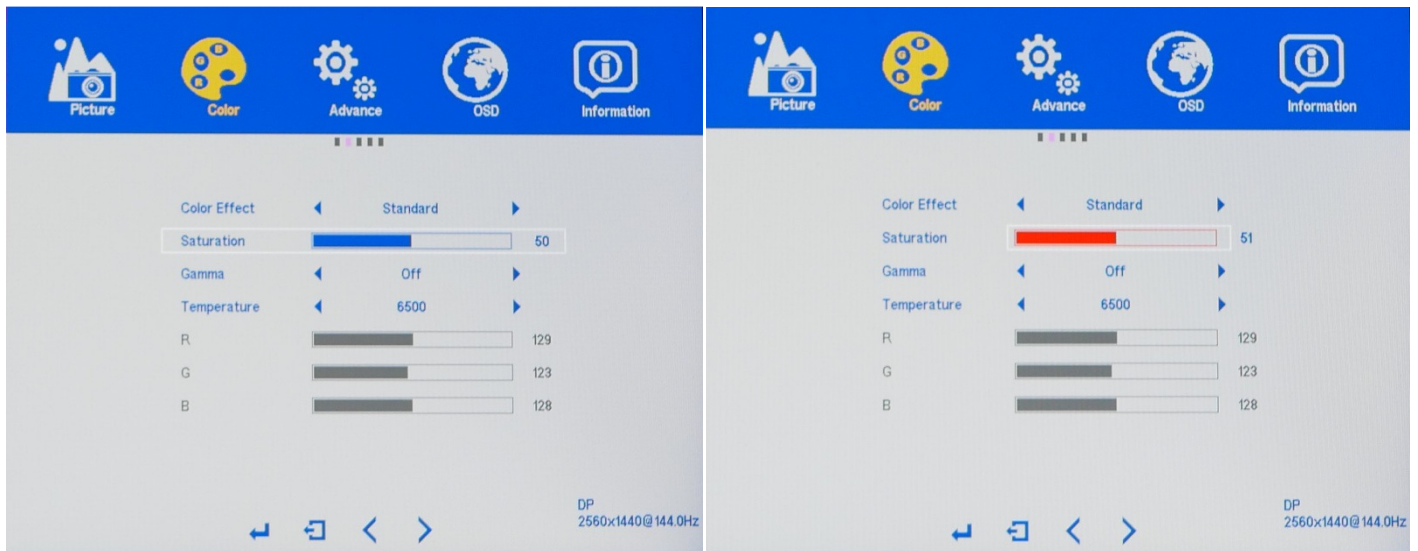 Picture Color Advance OSD Information
Color Effect Standard
Saturation 50
Gamma Off
Temperature 6500
R 129
G 123
B 128
DP
2560x1440@144.0Hz
Picture Color Advance OSD Information
Color Effect Standard
Saturation 51
Gamma Off
Temperature 6500
R 129
G 123
B 128
DP
2560x1440@144.0Hz